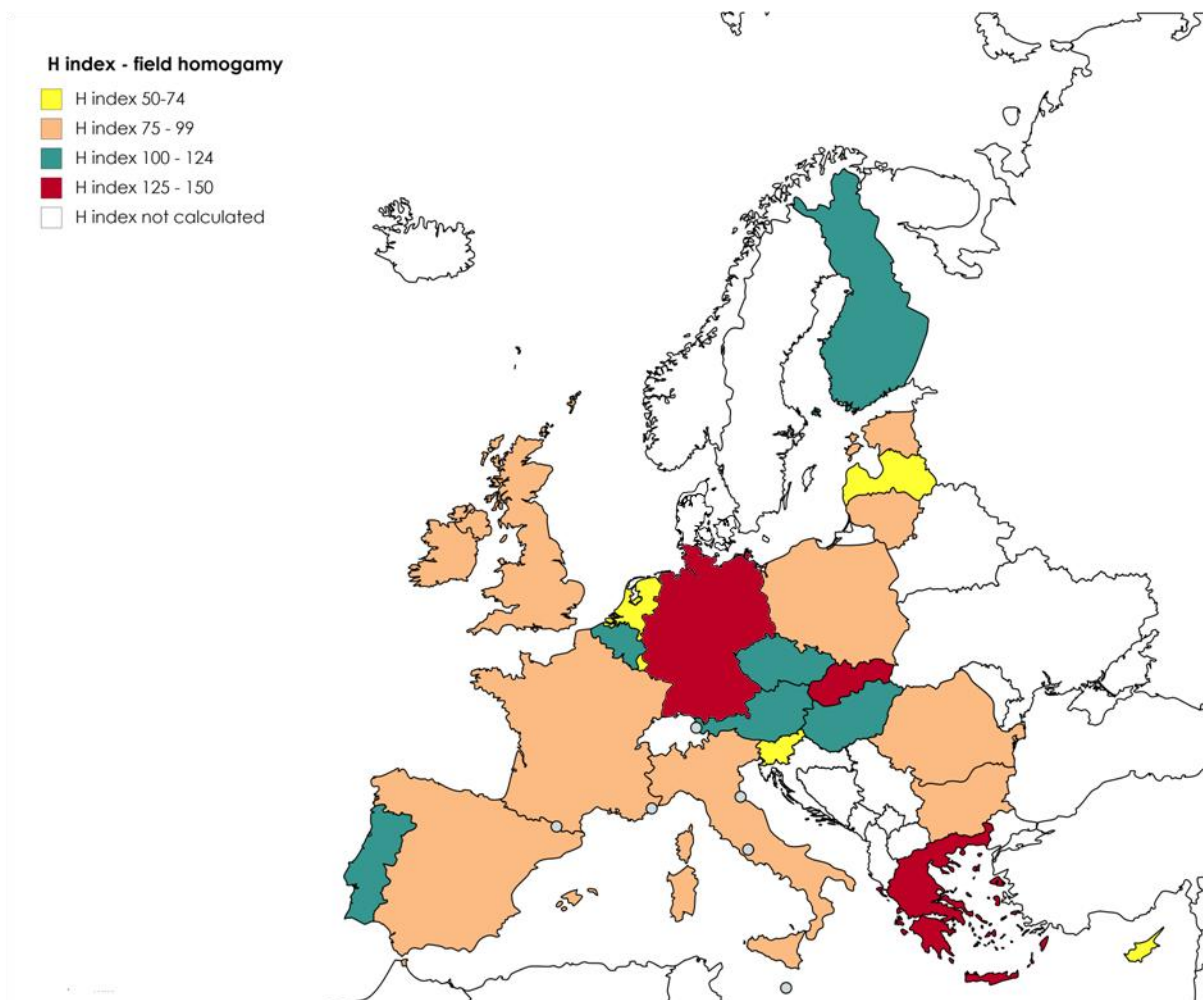 H index - field homogamy
H index 50-74
H index 75 - 99
H index 100 - 124
H index 125 - 150
H index not calculated